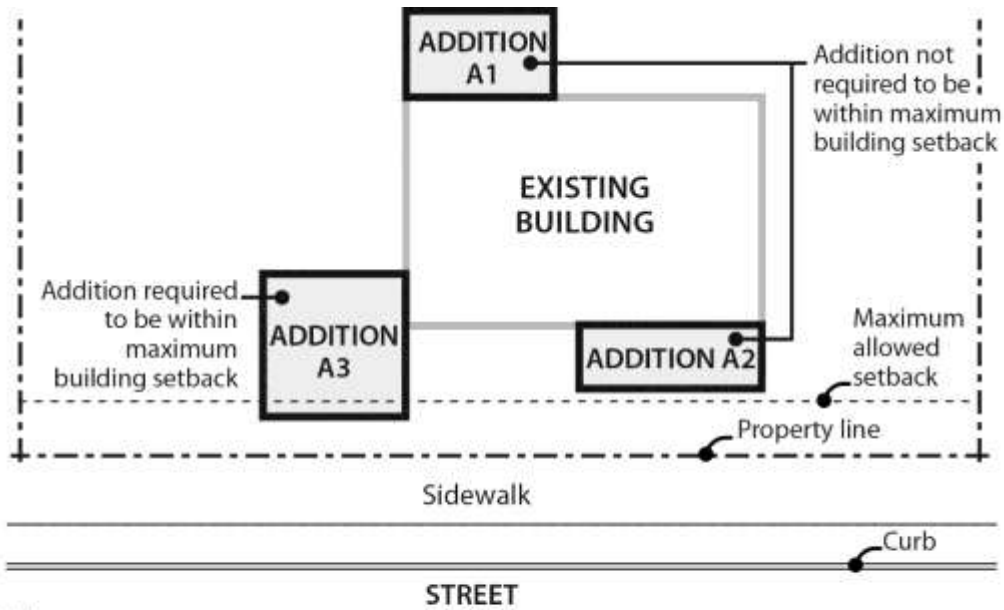 ADDITION
A1
Addition not
required to be
within maximum
building setback
EXISTING
BUILDING
Addition required
to be within
maximum
building setback
ADDITION
A3
ADDITION A2
Maximum
allowed
setback
Property line
Sidewalk
Curb
STREET